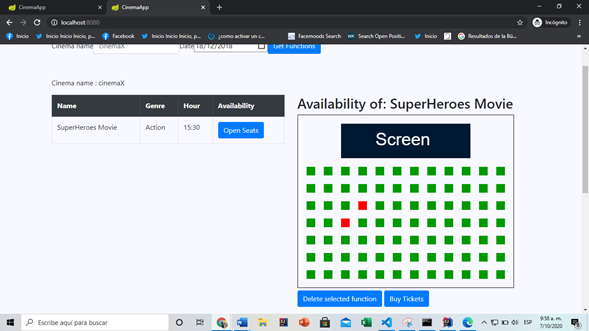 CinemaApp
CinemaApp
localhost:8080
Incógnito
Inicio
Inicio Inicio Inicio, p...
Facebook
Inicio Inicio Inicio, p...
¿como activar un c...
Facemoods Search
Search Open Positi...
Inicio
Resultados de la Bú...
Cinema name
cinemaX
Date
18/12/2018
Get Functions
Cinema name : cinemaX
Name Genre Hour Availability
SuperHeroes Movie Action 15:30 Open Seats
Availability of: SuperHeroes Movie
Screen
Delete selected function Buy Tickets
Escribe aquí para buscar
ESP
9:58 a. m.
7/10/2020